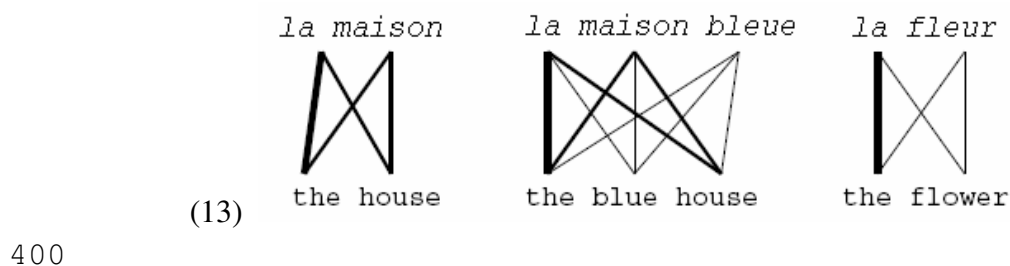 la maison la maison bleue la fleur
the house the blue house the flower
(13)
400